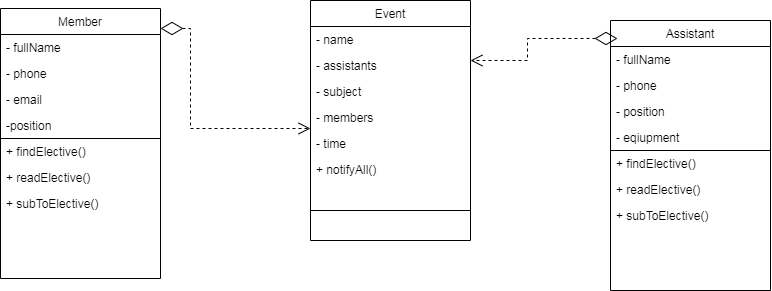 Member
- fullName
- phone
- email
-position
+ findElective()
+ readElective()
+ subToElective()
Event
- name
- assistants
- subject
- members
- time
+ notifyAll()
Assistant
- fullName
- phone
- position
- eqiupment
+ findElective()
+ readElective()
+ subToElective()